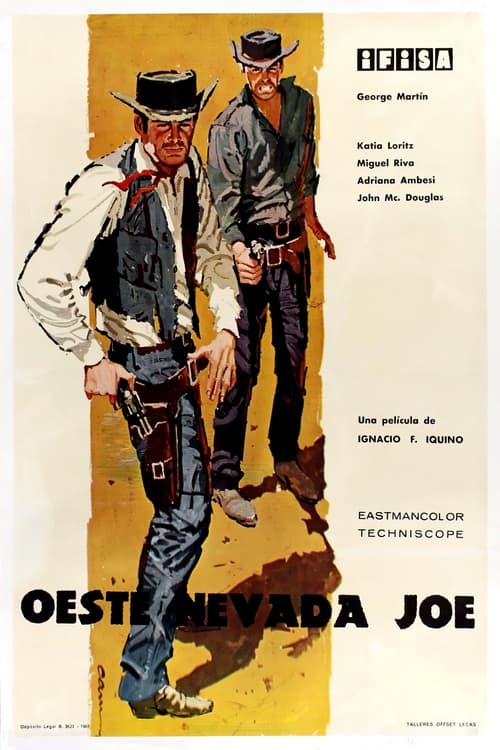 iFiSA
George Martín
Katia Loritz
Miguel Riva
Adriana Ambesi
John Mc. Douglas
Una película de
IGNACIO F. IQUINO
EASTMANCOLOR
TECHNISCOPE
OESTE NEVADA JOE
TALLERES OFFSET LECAS